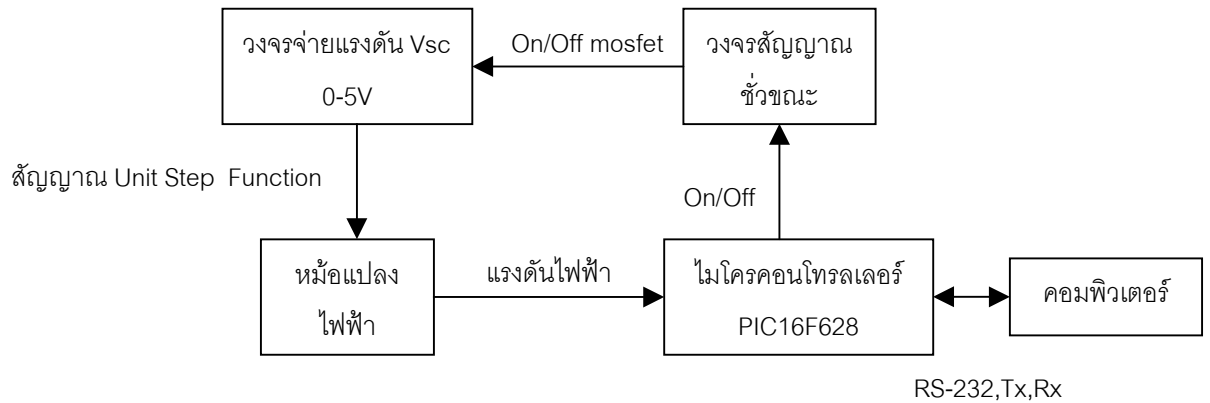 วงจรจ่ายแรงดัน Vsc
0-5V
On/Off mosfet
วงจรสัญญาณ
ชั่วขณะ
สัญญาณ Unit Step Function
On/Off
หม้อแปลง
ไฟฟ้า
แรงดันไฟฟ้า
ไมโครคอนโทรลเลอร์
PIC16F628
คอมพิวเตอร์
RS-232,Tx,Rx